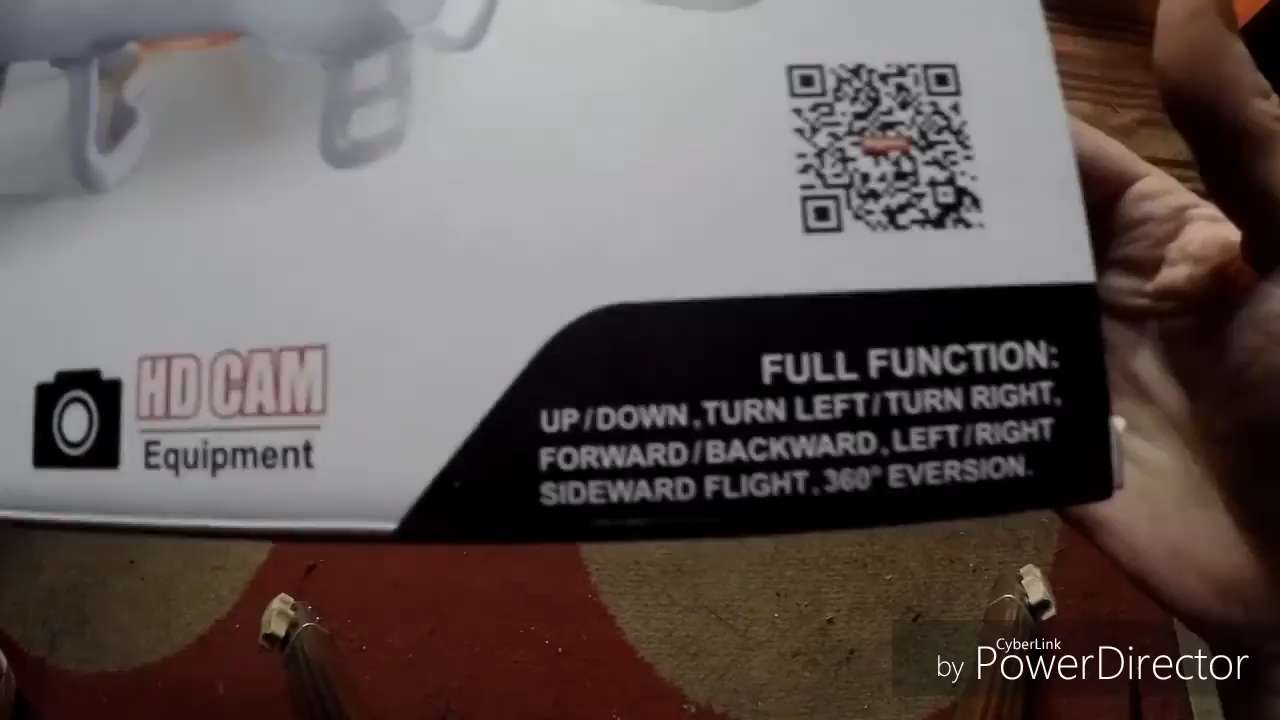 HD CAM
Equipment
FULL FUNCTION:
UP/DOWN, TURN LEFT/TURN RIGHT,
FORWARD/BACKWARD, LEFT/RIGHT
SIDEWARD FLIGHT, 360° EVERSION.
CyberLink
by PowerDirector